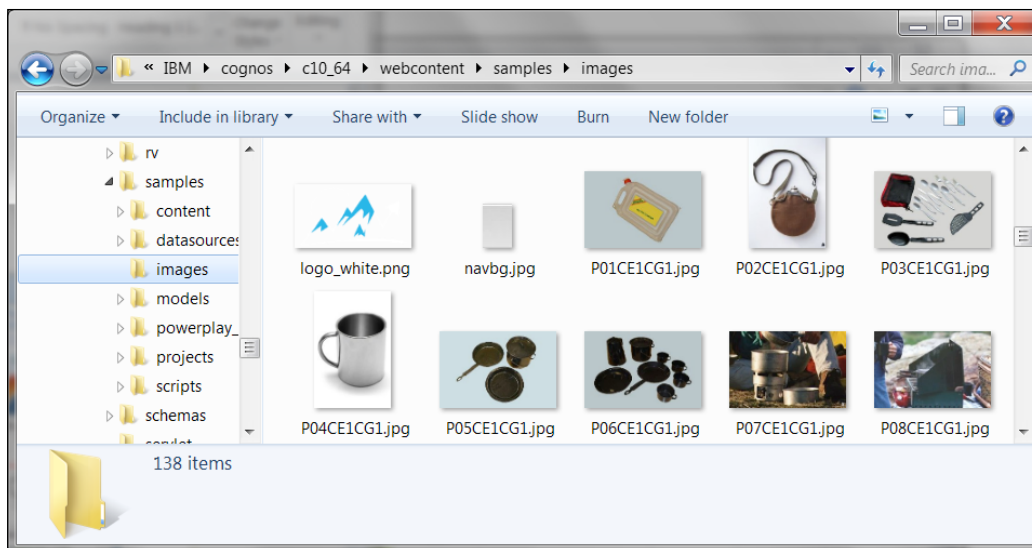 « IBM ▸ cognos ▸ c10_64 ▸ webcontent ▸ samples ▸ images
Search ima...
Organize Include in library Share with Slide show Burn New folder
rv
samples
content
datasources
images
models
powerplay_
projects
scripts
schemas
logo_white.png navbg.jpg P01CE1CG1.jpg P02CE1CG1.jpg P03CE1CG1.jpg
P04CE1CG1.jpg P05CE1CG1.jpg P06CE1CG1.jpg P07CE1CG1.jpg P08CE1CG1.jpg
138 items